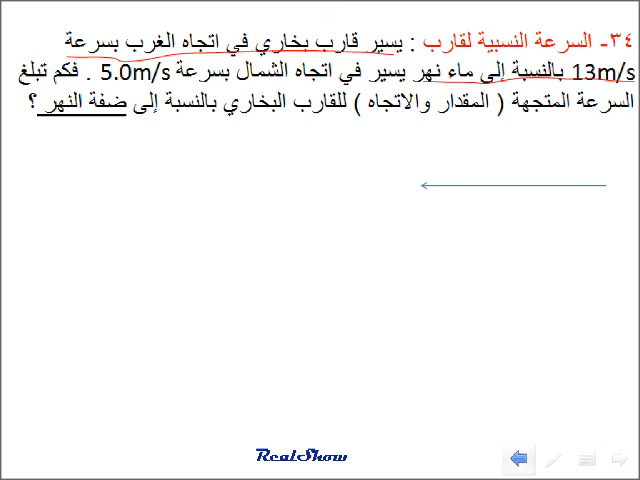 ٣٤- السرعة النسبية لقارب : يسير قارب بخاري في اتجاه الغرب بسرعة
13m/s بالنسبة إلى ماء نهر يسير في اتجاه الشمال بسرعة 5.0m/s . فكم تبلغ
السرعة المتجهة ( المقدار والاتجاه ) للقارب البخاري بالنسبة إلى ضفة النهر ؟
RealShow